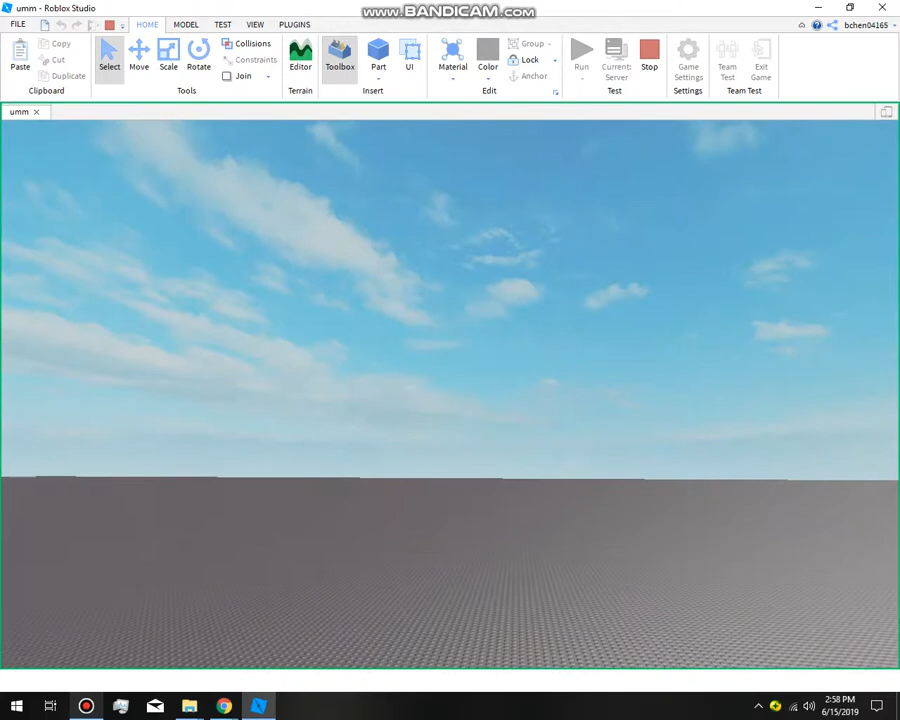 umm - Roblox Studio
www.BANDICAM.com
FILE HOME MODEL TEST VIEW PLUGINS
bchen04165
Paste
Copy
Cut
Duplicate
Clipboard
Select
Move
Scale
Rotate
Collisions
Constraints
Join
Tools
Editor
Terrain
Toolbox
Part
UI
Insert
Material
Color
Group
Lock
Anchor
Edit
Run
Current: Server
Stop
Test
Game Settings
Settings
Team Test
Exit Game
Team Test
umm
2:58 PM
6/15/2019